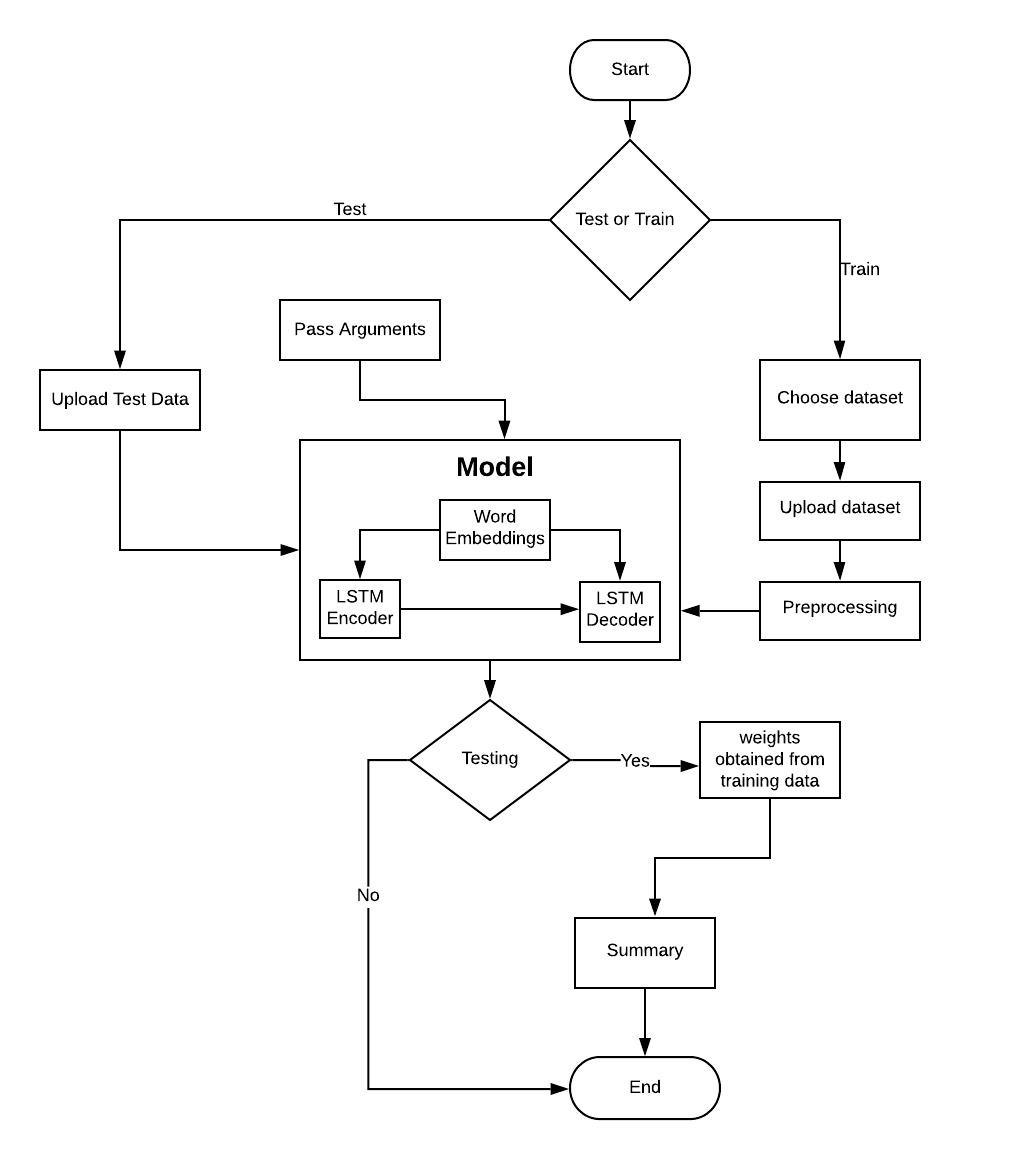 Start
Test or Train
Test
Train
Pass Arguments
Upload Test Data
Choose dataset
Model
Upload dataset
Word
Embeddings
LSTM
Encoder
LSTM
Decoder
Preprocessing
Testing
Yes
weights
obtained from
training data
No
Summary
End